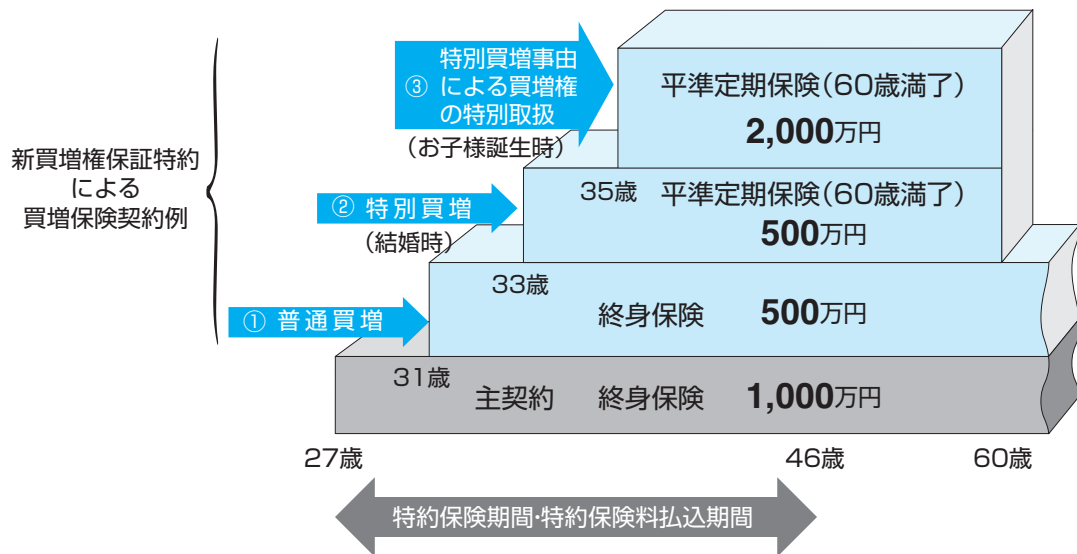 新買増権保証特約
による
買増保険契約例
③ 特別買増事由
による買増権
の特別取扱
(お子様誕生時)
平準定期保険(60歳満了)
2,000万円
② 特別買増
(結婚時)
35歳
平準定期保険(60歳満了)
500万円
① 普通買増
33歳
終身保険 500万円
31歳
主契約 終身保険 1,000万円
27歳 46歳 60歳
特約保険期間・特約保険料払込期間